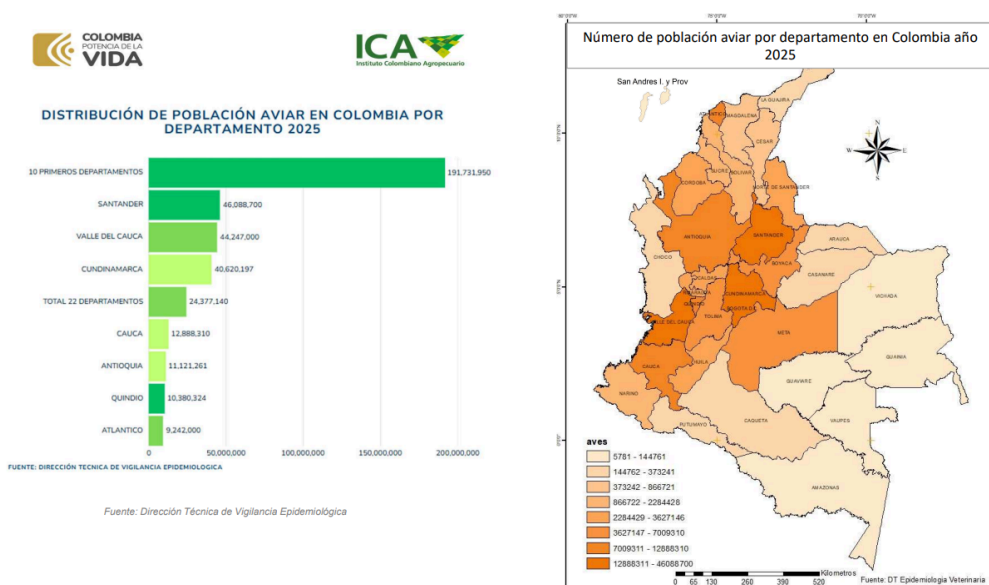 COLOMBIA
POTENCIA DE LA
VIDA
ICA
Instituto Colombiano Agropecuario
DISTRIBUCIÓN DE POBLACIÓN AVIAR EN COLOMBIA POR
DEPARTAMENTO 2025
10 PRIMEROS DEPARTAMENTOS
191,731,950
SANTANDER
46,088,700
VALLE DEL CAUCA
44,247,000
CUNDINAMARCA
40,620,197
TOTAL 22 DEPARTAMENTOS
24,377,140
CAUCA
12,888,310
ANTIOQUIA
11,121,261
QUINDIO
10,380,324
ATLANTICO
9,242,000
0
50,000,000
100,000,000
150,000,000
200,000,000
FUENTE: DIRECCIÓN TECNICA DE VIGILANCIA EPIDEMIOLOGICA
Fuente: Dirección Técnica de Vigilancia Epidemiológica
Número de población aviar por departamento en Colombia año
2025
San Andres I. y Prov
N
W
E
S
LA GUAJIRA
MAGDALENA
CESAR
SUCRE
BOLIVAR
CORDOBA
NORTE DE SANTANDER
ANTIOQUIA
SANTANDER
ARAUCA
CHOCO
BOYACA
CASANARE
CALDAS
CUNDINAMARCA
VICHADA
BOGOTA D.
VALLE DEL CAUCA
TOLIMA
META
GUAINIA
CAUCA
HUILA
GUAVIARE
NARIÑO
VAUPES
PUTUMAYO
CAQUETA
AMAZONAS
aves
5781 - 144761
144762 - 373241
373242 - 866721
866722 - 2284428
2284429 - 3627146
3627147 - 7009310
7009311 - 12888310
12888311 - 46088700
Kilometros
0 65 130 260 390 520
Fuente: DT Epidemiologia Veterinaria